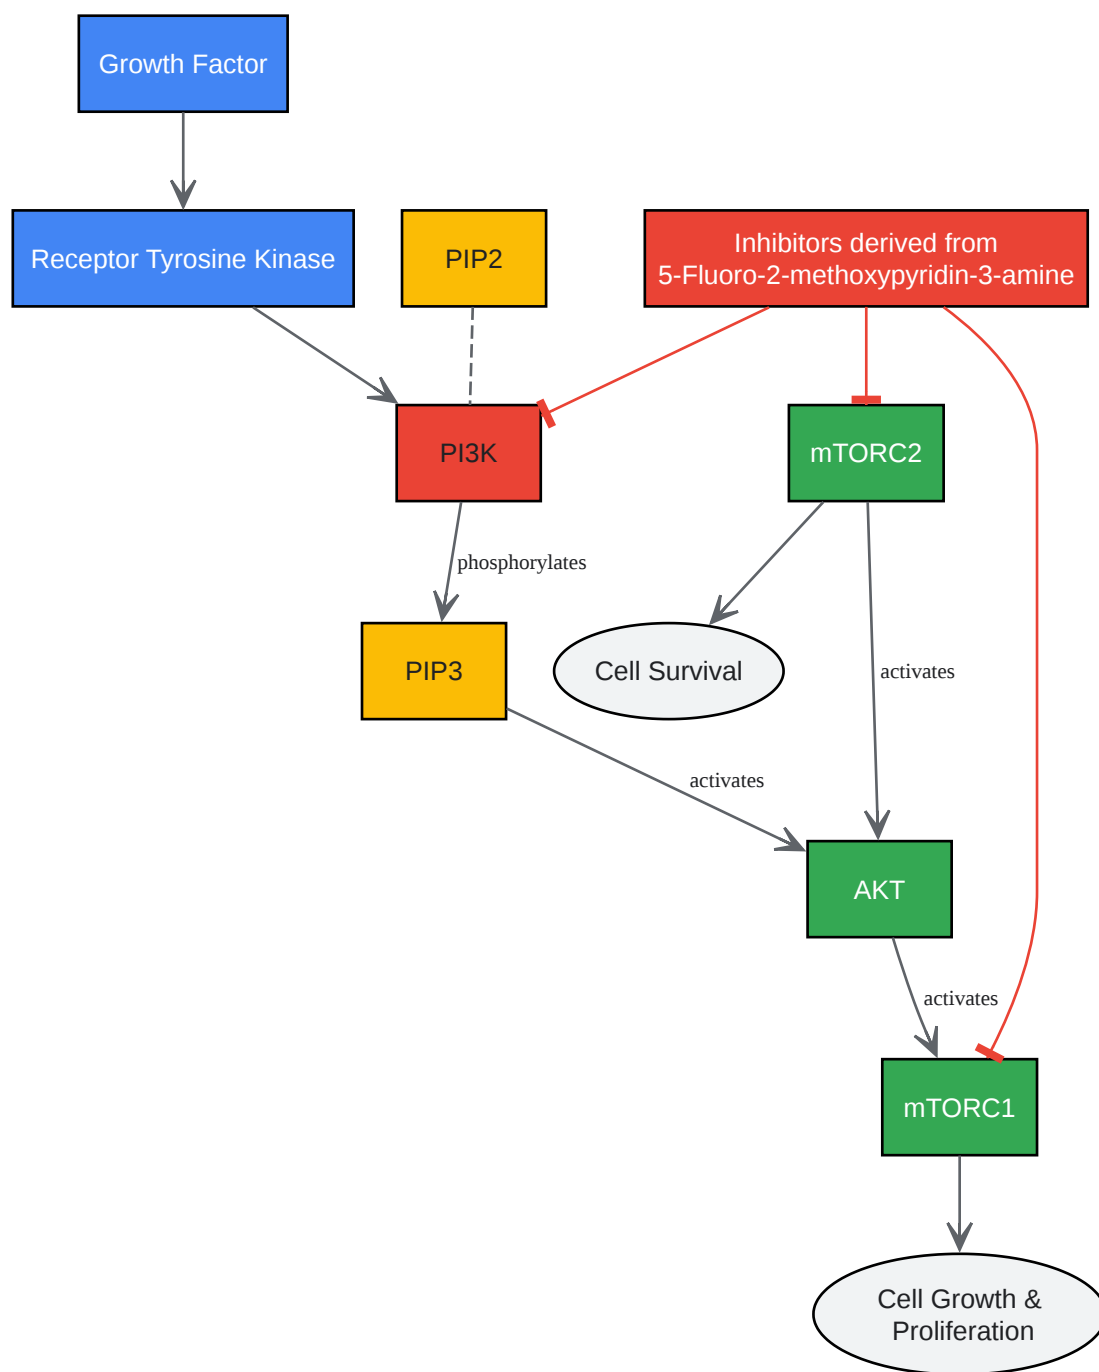 Growth Factor
Receptor Tyrosine Kinase
PIP2
Inhibitors derived from
5-Fluoro-2-methoxypyridin-3-amine
PI3K
mTORC2
phosphorylates
PIP3
Cell Survival
activates
activates
AKT
activates
mTORC1
Cell Growth &
Proliferation